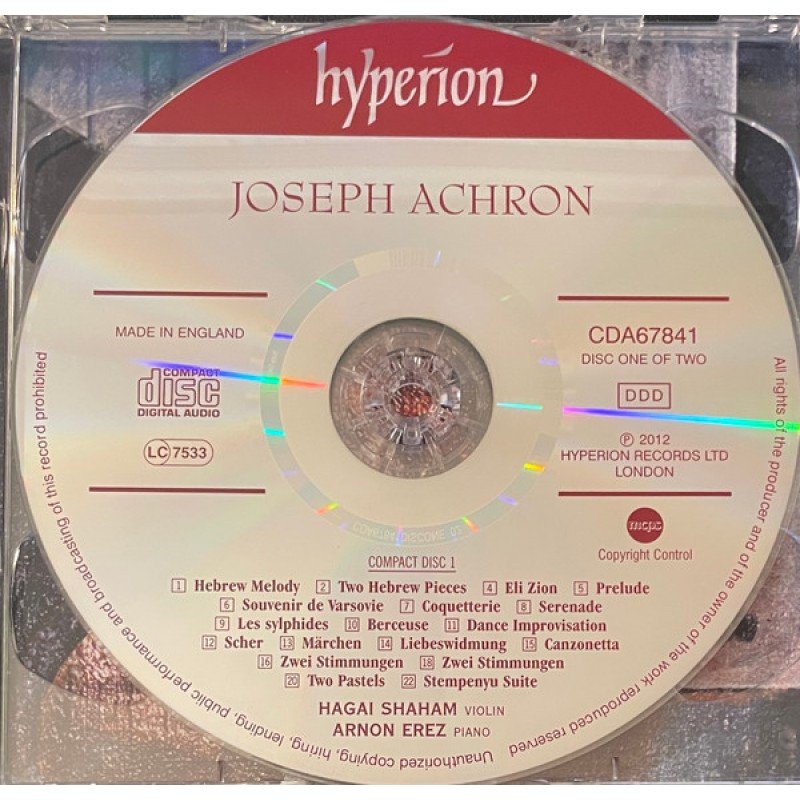 hyperion
JOSEPH ACHRON
MADE IN ENGLAND
COMPACT
disc
DIGITAL AUDIO
LC 7533
CDA67841
DISC ONE OF TWO
DDD
℗ 2012
HYPERION RECORDS LTD
LONDON
mcps
Copyright Control
COMPACT DISC 1
1 Hebrew Melody 2 Two Hebrew Pieces 4 Eli Zion 5 Prelude
6 Souvenir de Varsovie 7 Coquetterie 8 Serenade
9 Les sylphides 10 Berceuse 11 Dance Improvisation
12 Scher 13 Märchen 14 Liebeswidmung 15 Canzonetta
16 Zwei Stimmungen 18 Zwei Stimmungen
20 Two Pastels 22 Stempenyu Suite
HAGAI SHAHAM VIOLIN
ARNON EREZ PIANO
All rights of the producer and of the owner of the work reproduced reserved
Unauthorized copying, hiring, lending, public performance and broadcasting of this record prohibited